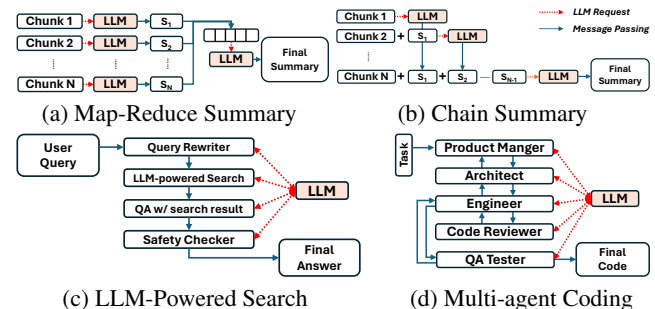 Chunk 1 LLM S1
Chunk 2 LLM S2
Chunk N LLM SN
LLM
Final Summary
(a) Map-Reduce Summary
Chunk 1 LLM
Chunk 2 + S1 LLM
Chunk N + S1 + S2 ... SN-1 LLM
Final Summary
LLM Request
Message Passing
(b) Chain Summary
User Query
Query Rewriter
LLM-powered Search
QA w/ search result
Safety Checker
LLM
Final Answer
(c) LLM-Powered Search
Task
Product Manger
Architect
Engineer
Code Reviewer
QA Tester
LLM
Final Code
(d) Multi-agent Coding